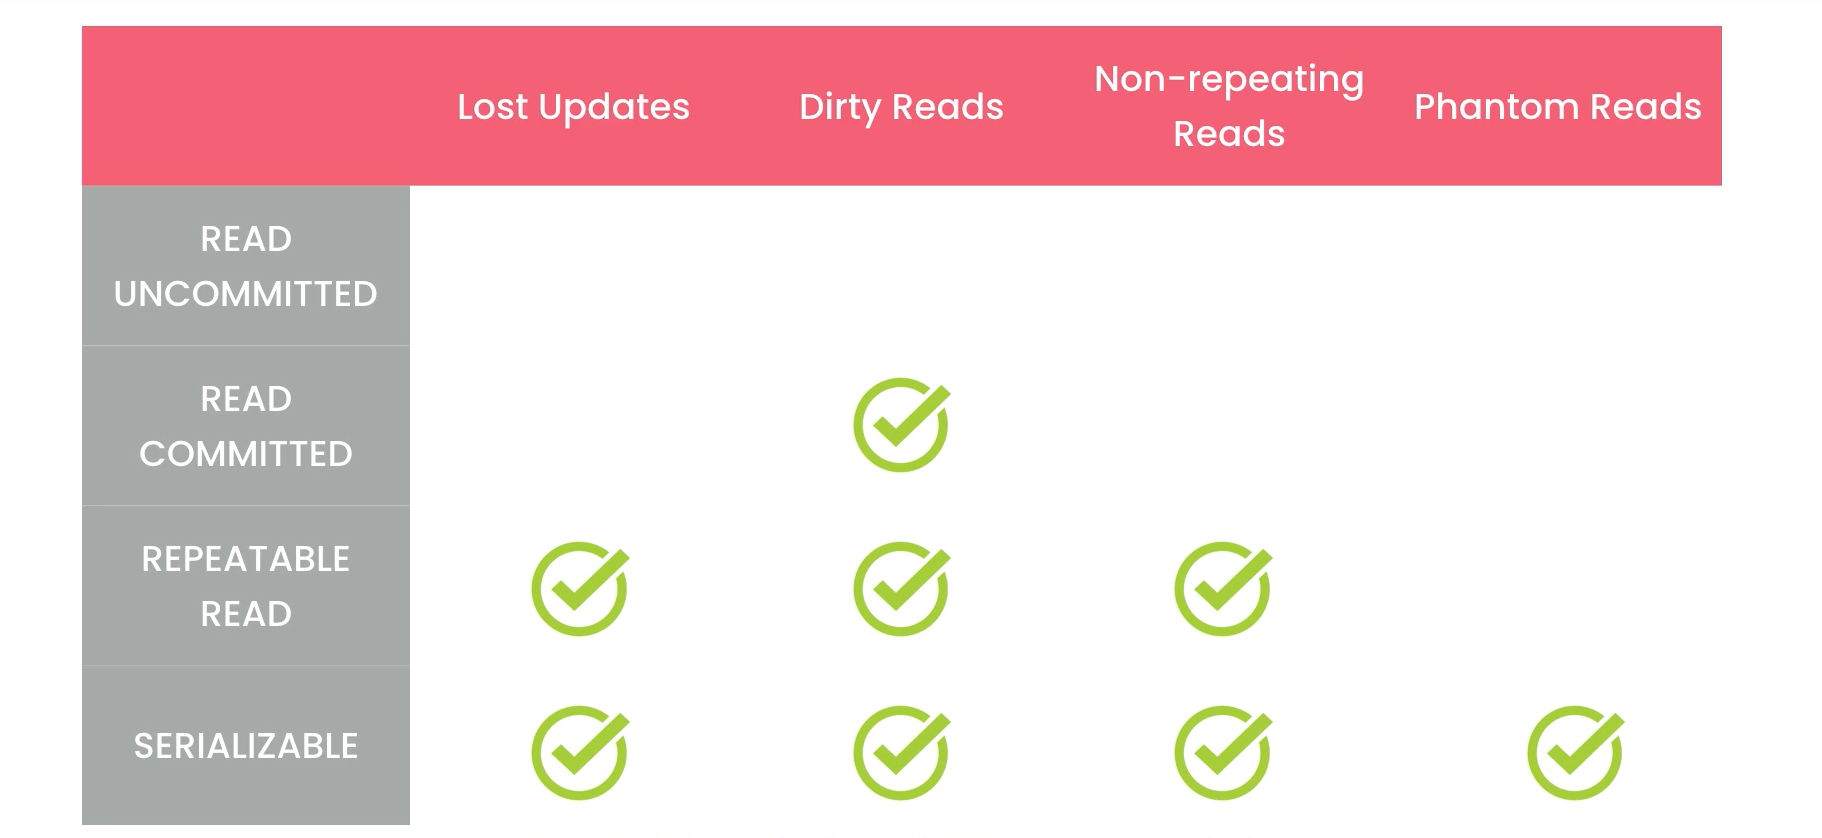 Lost Updates
Dirty Reads
Non-repeating
Reads
Phantom Reads
READ
UNCOMMITTED
READ
COMMITTED
REPEATABLE
READ
SERIALIZABLE